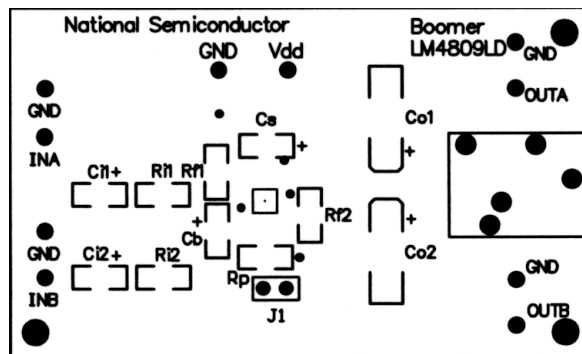 National Semiconductor
Boomer
LM4809LD
GND
Vdd
GND
GND
OUTA
INA
Cs
Co1
+
+
Ci1+
Ri1
Rf1
+
+
Rf2
GND
Cb
Ci2+
Ri2
Co2
GND
Rp
INB
J1
OUTB